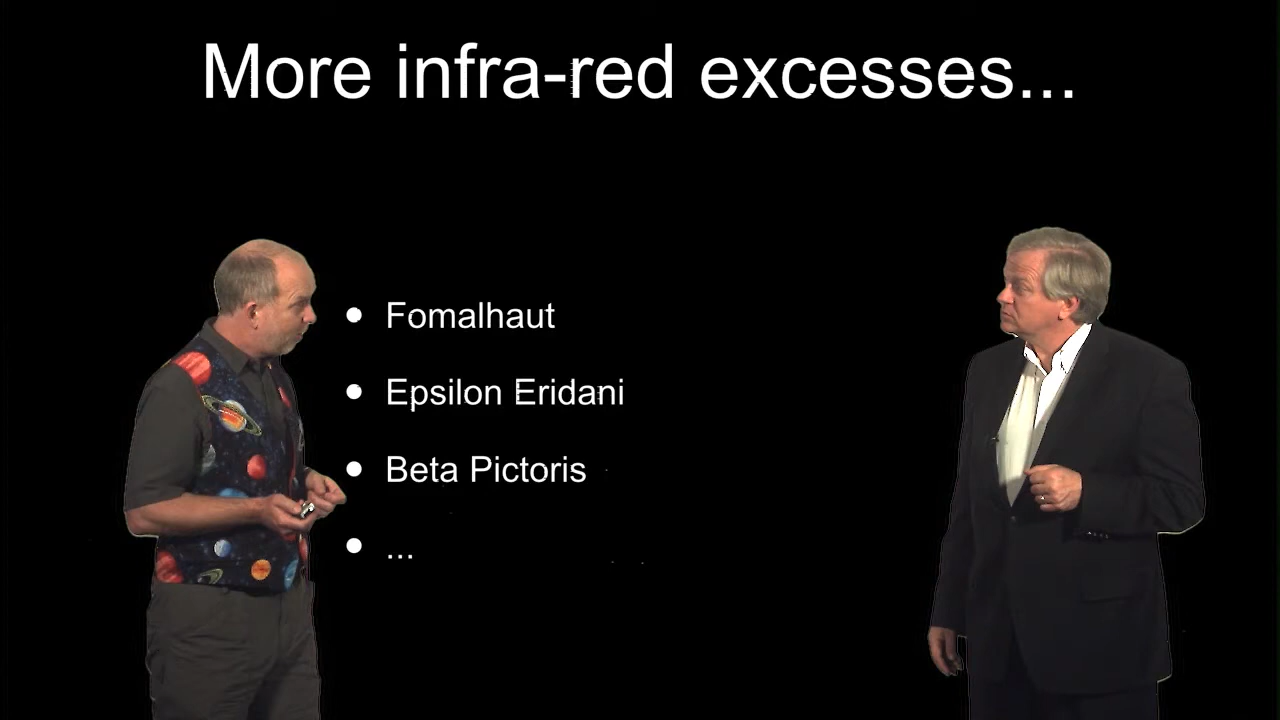 More infra-red excesses...
• Fomalhaut
• Epsilon Eridani
• Beta Pictoris
• ...